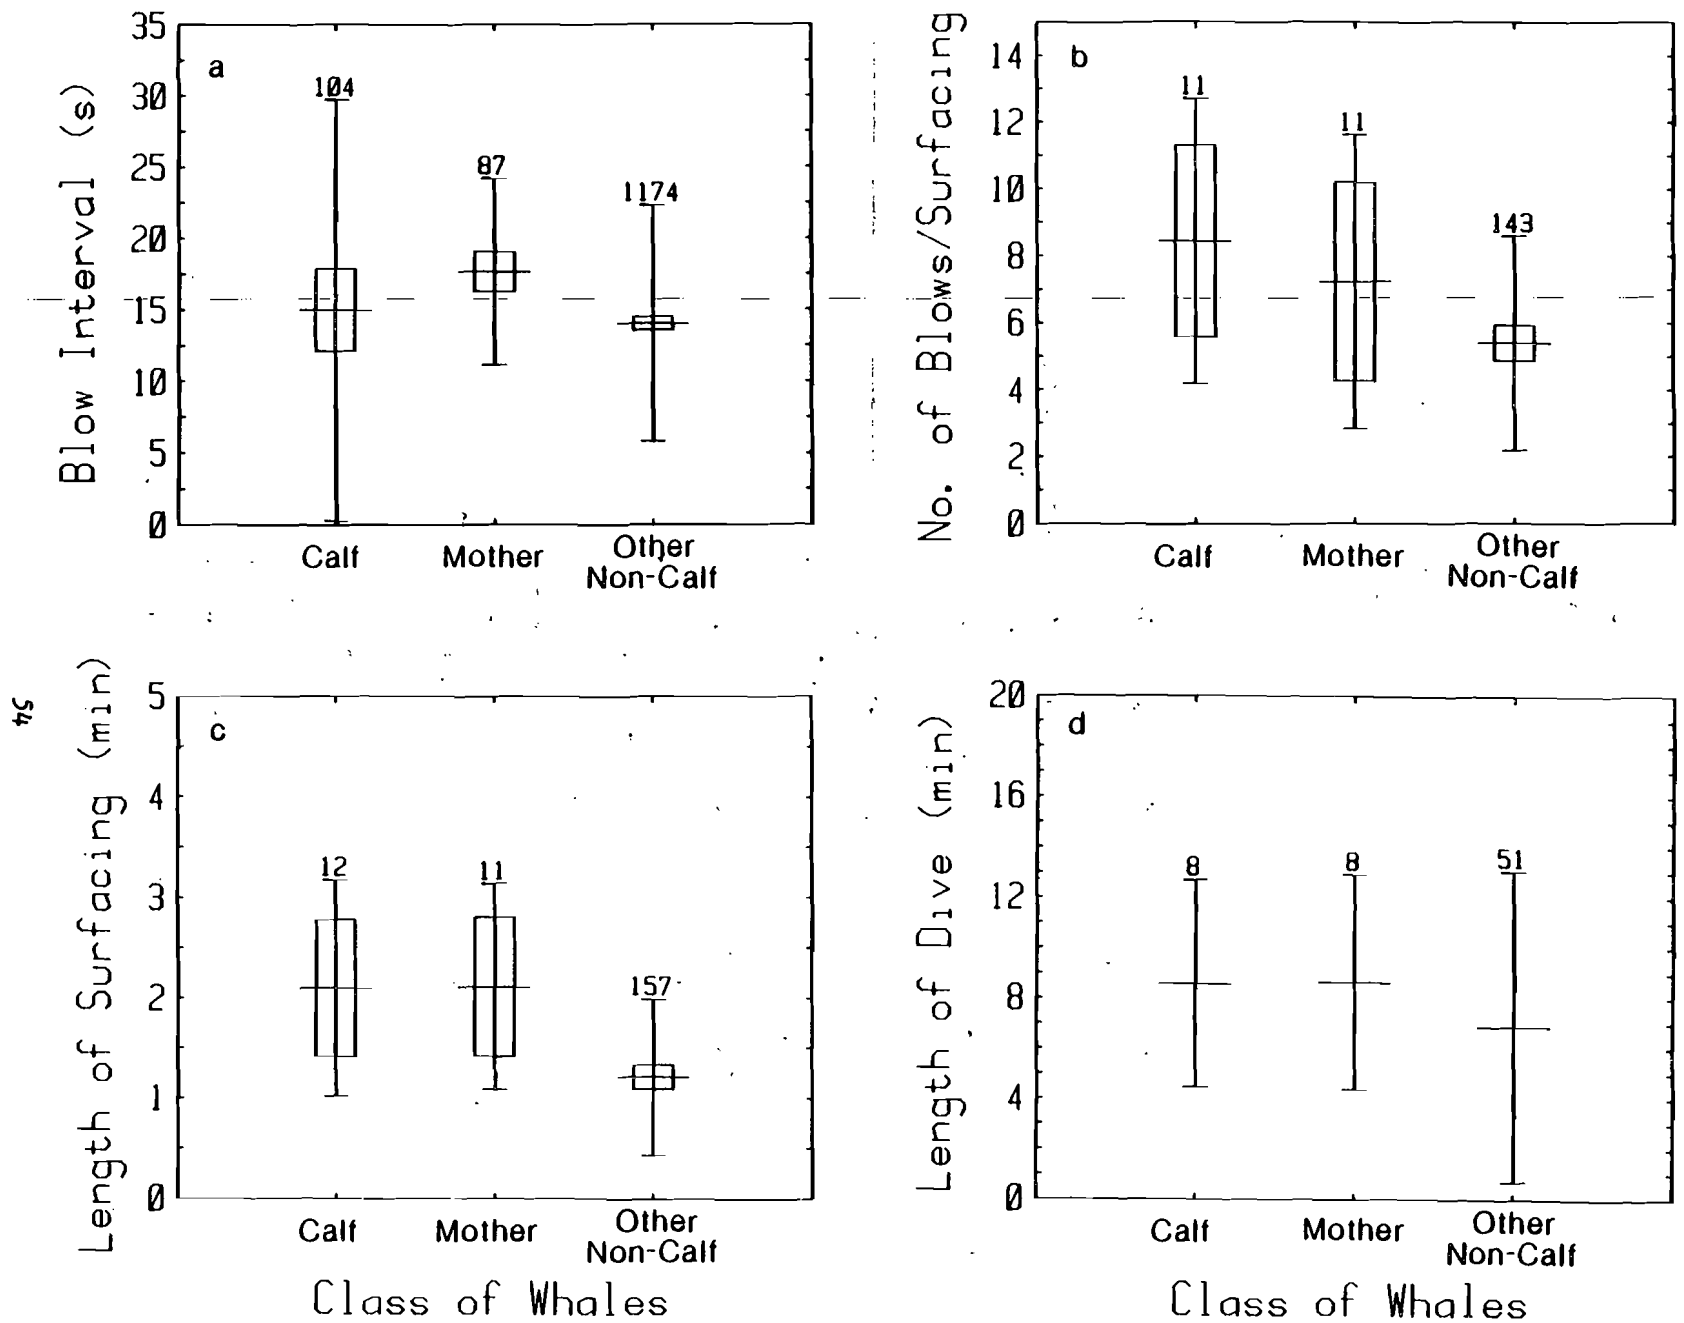 a
Blow Interval (s)
35
30
25
20
15
10
5
0
104
87
1174
Calf
Mother
Other
Non-Calf
b
No. of Blows/Surfacing
14
12
10
8
6
4
2
0
11
11
143
Calf
Mother
Other
Non-Calf
54
c
Length of Surfacing (min)
5
4
3
2
1
0
12
11
157
Calf
Mother
Other
Non-Calf
Class of Whales
d
Length of Dive (min)
20
16
12
8
4
0
8
8
51
Calf
Mother
Other
Non-Calf
Class of Whales